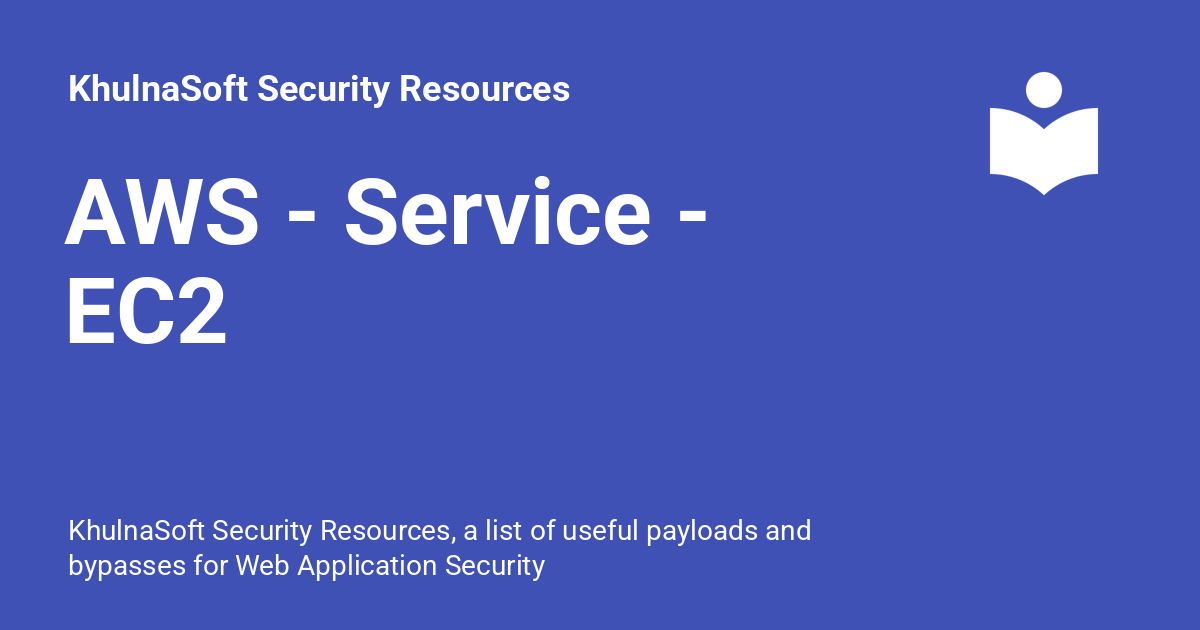 KhulnaSoft Security Resources
AWS - Service -
EC2
KhulnaSoft Security Resources, a list of useful payloads and
bypasses for Web Application Security